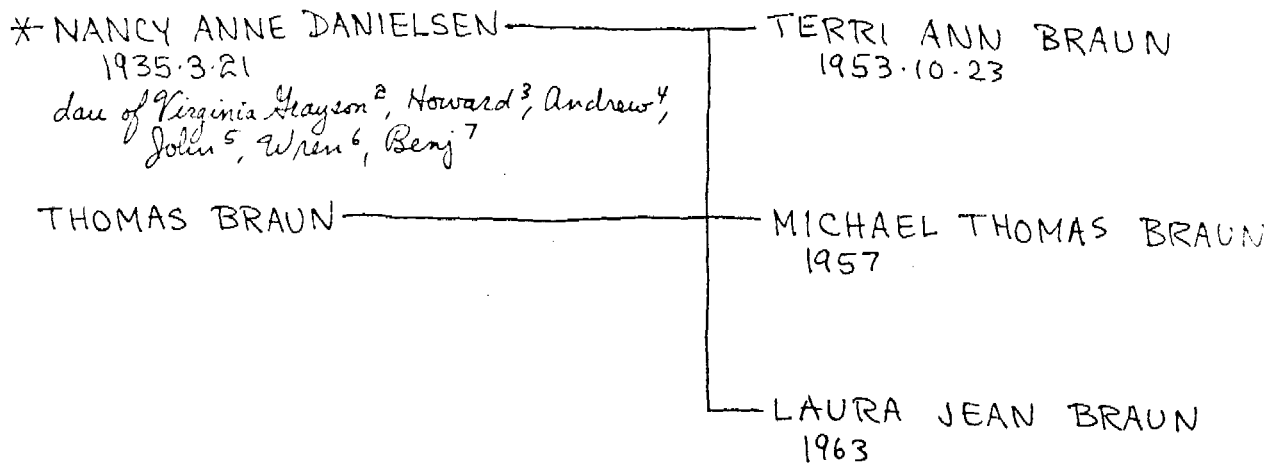 * NANCY ANNE DANIELSEN
1935·3·21
dau of Virginia Grayson², Howard³, Andrew⁴,
John⁵, Wren⁶, Benj⁷
THOMAS BRAUN
TERRI ANN BRAUN
1953·10·23
MICHAEL THOMAS BRAUN
1957
LAURA JEAN BRAUN
1963